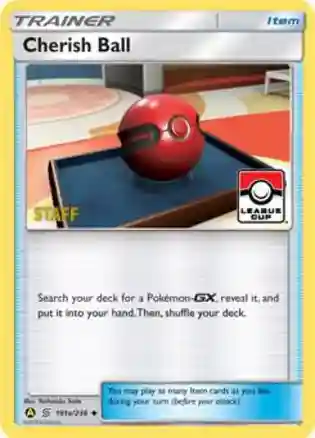 TRAINER
Item
Cherish Ball
STAFF
LEAGUE
CUP
Search your deck for a Pokémon-GX, reveal it, and
put it into your hand. Then, shuffle your deck.
191a/236
You may play as many Item cards as you like
during your turn (before your attack).